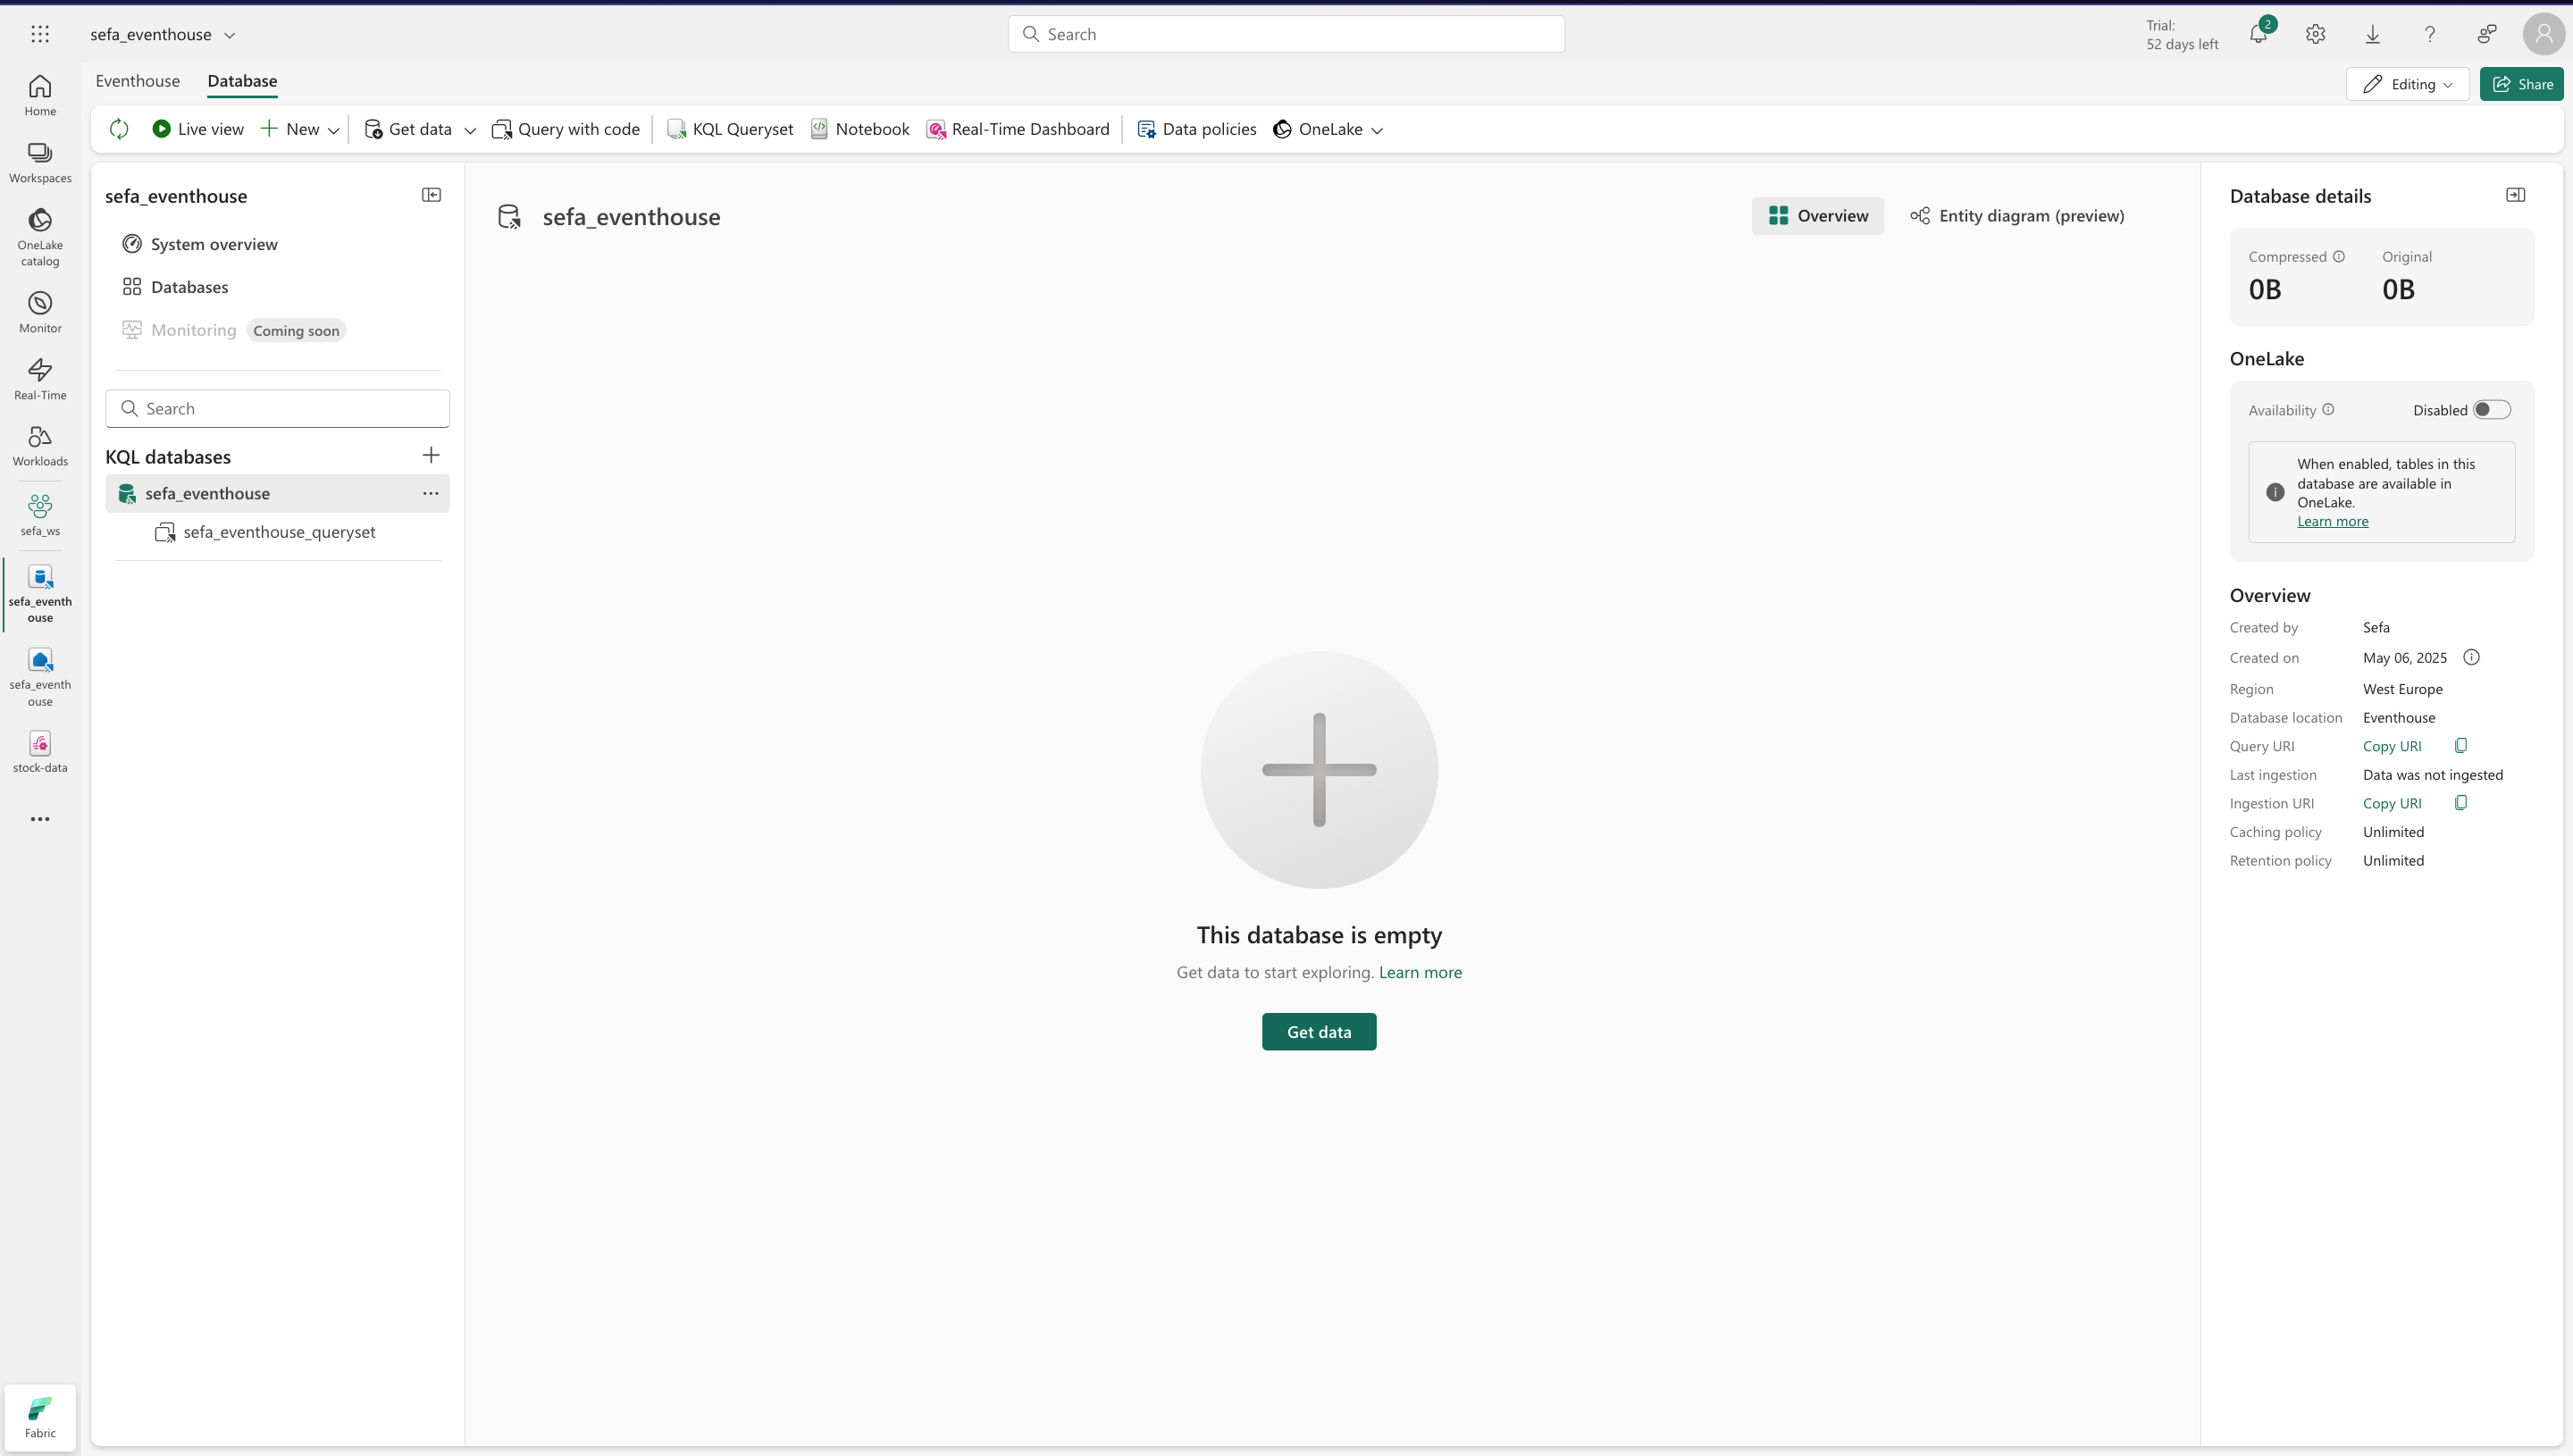 sefa_eventhouse
Search
Trial:
52 days left
2
Home
Workspaces
OneLake
catalog
Monitor
Real-Time
Workloads
sefa_ws
sefa_eventh
ouse
sefa_eventh
ouse
stock-data
Fabric
Eventhouse Database
Editing Share
Live view New Get data Query with code KQL Queryset Notebook Real-Time Dashboard Data policies OneLake
sefa_eventhouse
System overview
Databases
Monitoring Coming soon
Search
KQL databases
sefa_eventhouse
sefa_eventhouse_queryset
sefa_eventhouse
Overview Entity diagram (preview)
This database is empty
Get data to start exploring. Learn more
Get data
Database details
Compressed Original
0B 0B
OneLake
Availability Disabled
When enabled, tables in this
database are available in
OneLake.
Learn more
Overview
Created by Sefa
Created on May 06, 2025
Region West Europe
Database location Eventhouse
Query URI Copy URI
Last ingestion Data was not ingested
Ingestion URI Copy URI
Caching policy Unlimited
Retention policy Unlimited